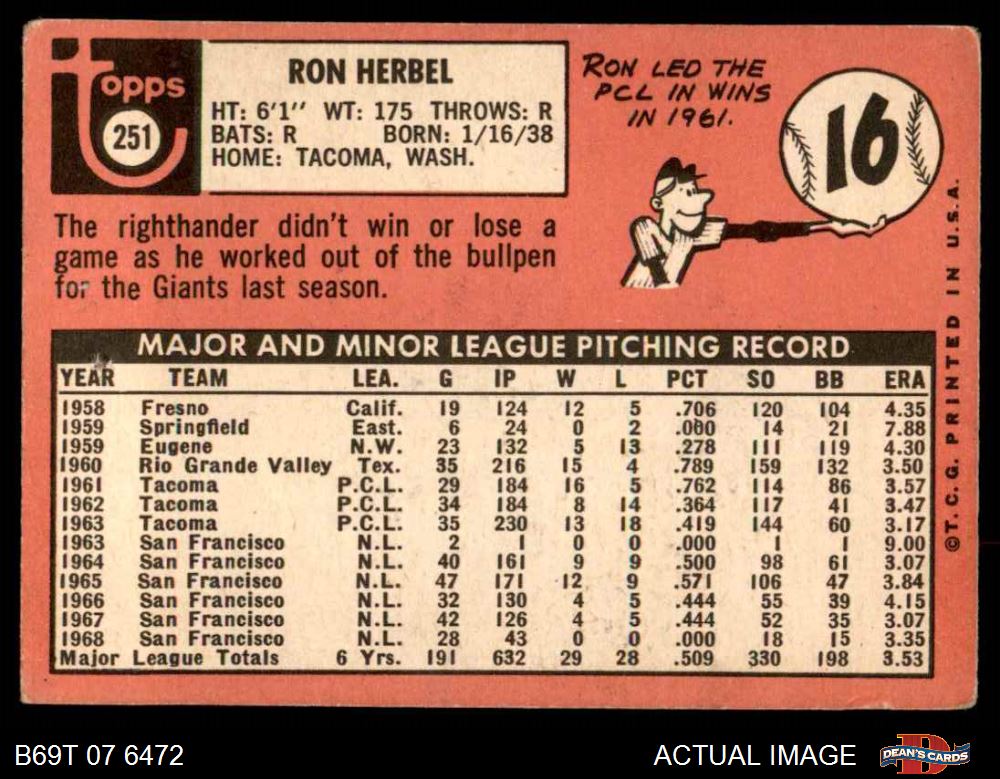 topps
251
RON HERBEL
HT: 6'1" WT: 175 THROWS: R
BATS: R BORN: 1/16/38
HOME: TACOMA, WASH.
RON LED THE
PCL IN WINS
IN 1961.
16
The righthander didn't win or lose a
game as he worked out of the bullpen
for the Giants last season.
MAJOR AND MINOR LEAGUE PITCHING RECORD
YEAR TEAM LEA. G IP W L PCT SO BB ERA
1958 Fresno Calif. 19 124 12 5 .706 120 104 4.35
1959 Springfield East. 6 24 0 2 .000 14 21 7.88
1959 Eugene N.W. 23 132 5 13 .278 111 119 4.30
1960 Rio Grande Valley Tex. 35 216 15 4 .789 159 132 3.50
1961 Tacoma P.C.L. 29 184 16 5 .762 114 86 3.57
1962 Tacoma P.C.L. 34 184 8 14 .364 117 41 3.47
1963 Tacoma P.C.L. 35 230 13 18 .419 144 60 3.17
1963 San Francisco N.L. 2 1 0 0 .000 1 1 9.00
1964 San Francisco N.L. 40 161 9 9 .500 98 61 3.07
1965 San Francisco N.L. 47 171 12 9 .571 106 47 3.84
1966 San Francisco N.L. 32 130 4 5 .444 55 39 4.15
1967 San Francisco N.L. 42 126 4 5 .444 52 35 3.07
1968 San Francisco N.L. 28 43 0 0 .000 18 15 3.35
Major League Totals 6 Yrs. 191 632 29 28 .509 330 198 3.53
©T.C.G. PRINTED IN U.S.A.
B69T 07 6472
ACTUAL IMAGE
DEAN'S CARDS